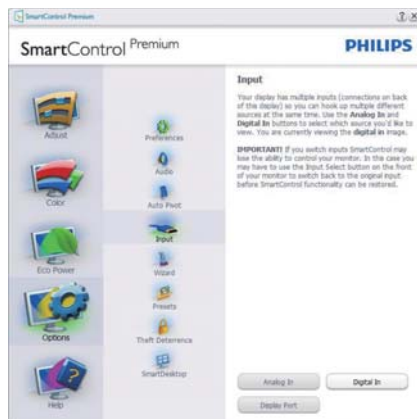 SmartControl Premium
SmartControl Premium
PHILIPS
Adjust
Color
Eco Power
Options
Help
Preferences
Audio
Auto Pivot
Input
Wizard
Presets
Theft Deterrence
SmartDesktop
Input
Your display has multiple inputs (connections on back
of this display) so you can hook up multiple different
sources at the same time. Use the Analog In and
Digital In buttons to select which source you'd like to
view. You are currently viewing the digital in image.
IMPORTANT! If you switch inputs SmartControl may
lose the ability to control your monitor. In this case you
may have to use the Input Select button on the front
of your monitor to switch back to the original input
before SmartControl functionality can be restored.
Analog In
Digital In
Display Port